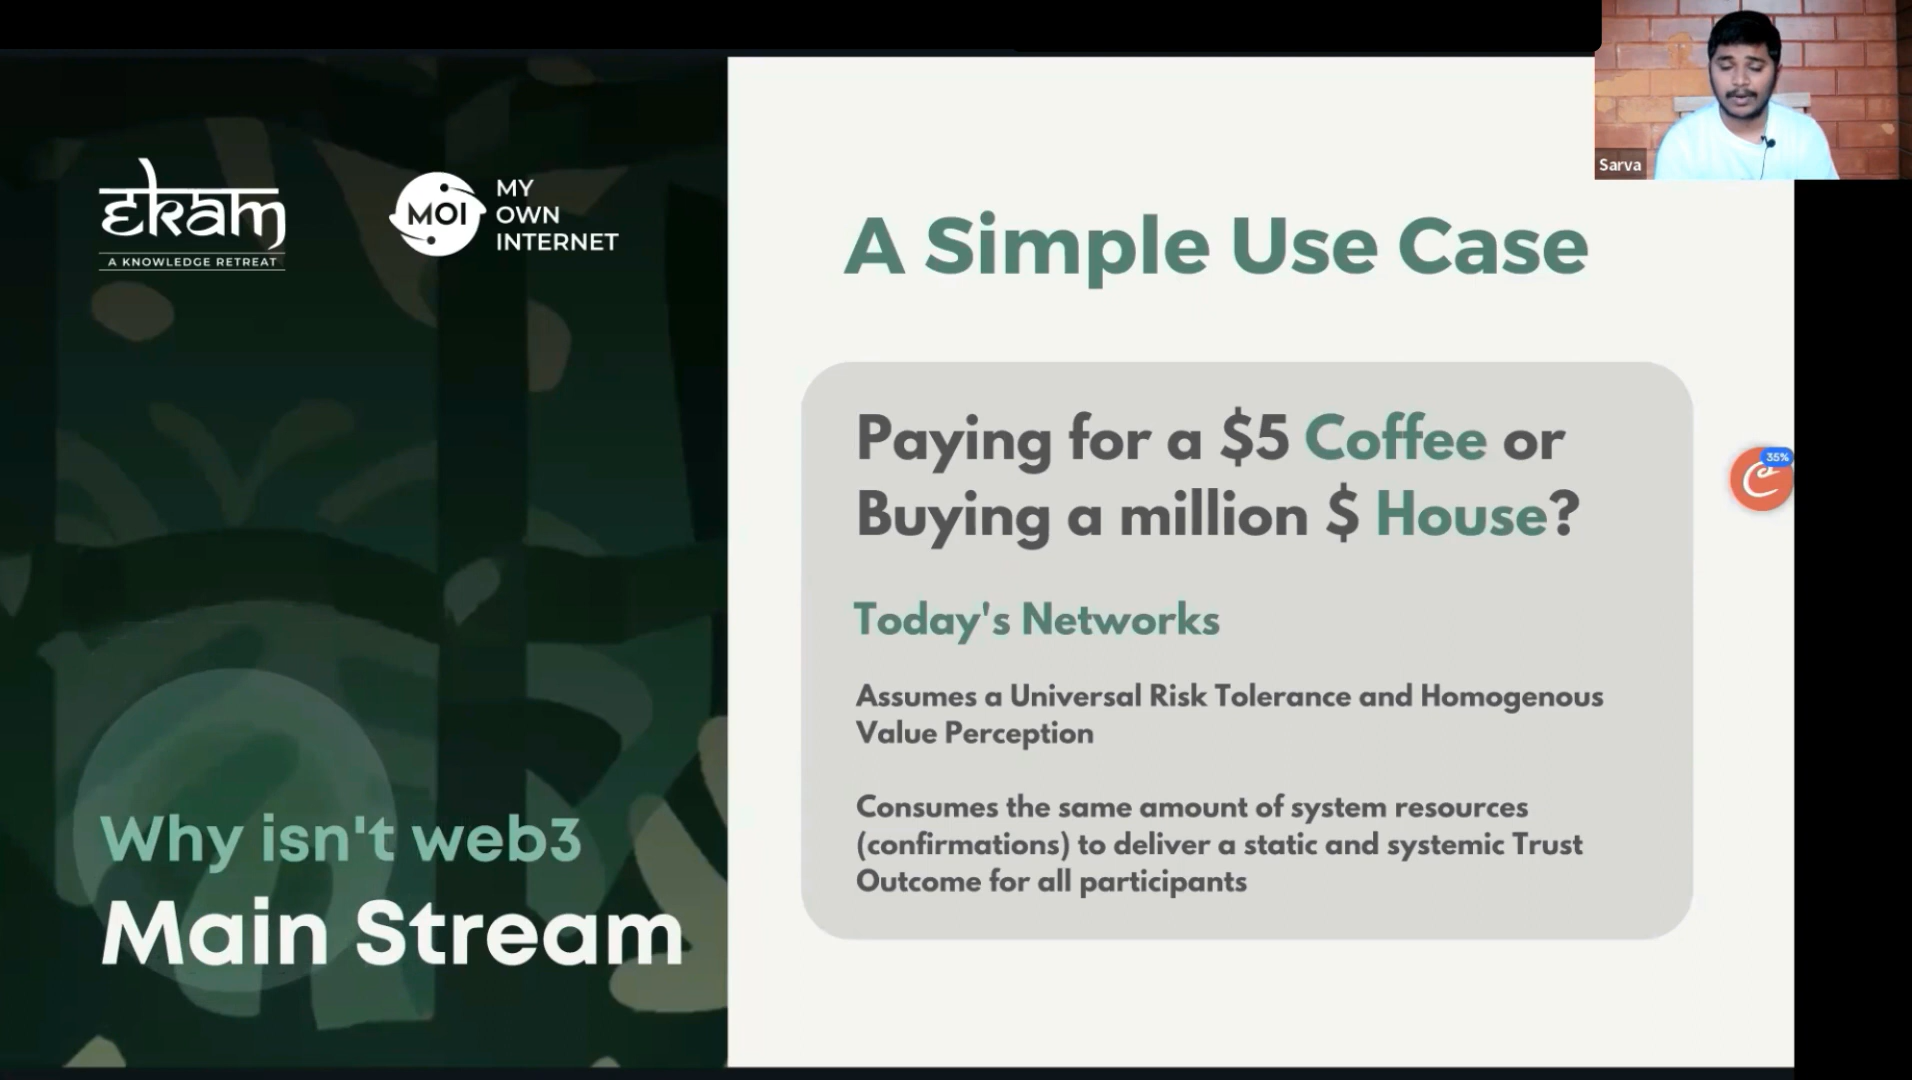 ekam
A KNOWLEDGE RETREAT
MOI
MY
OWN
INTERNET
Why isn't web3
Main Stream
A Simple Use Case
Paying for a $5 Coffee or
Buying a million $ House?
Today's Networks
Assumes a Universal Risk Tolerance and Homogenous
Value Perception
Consumes the same amount of system resources
(confirmations) to deliver a static and systemic Trust
Outcome for all participants
Sarva
35%